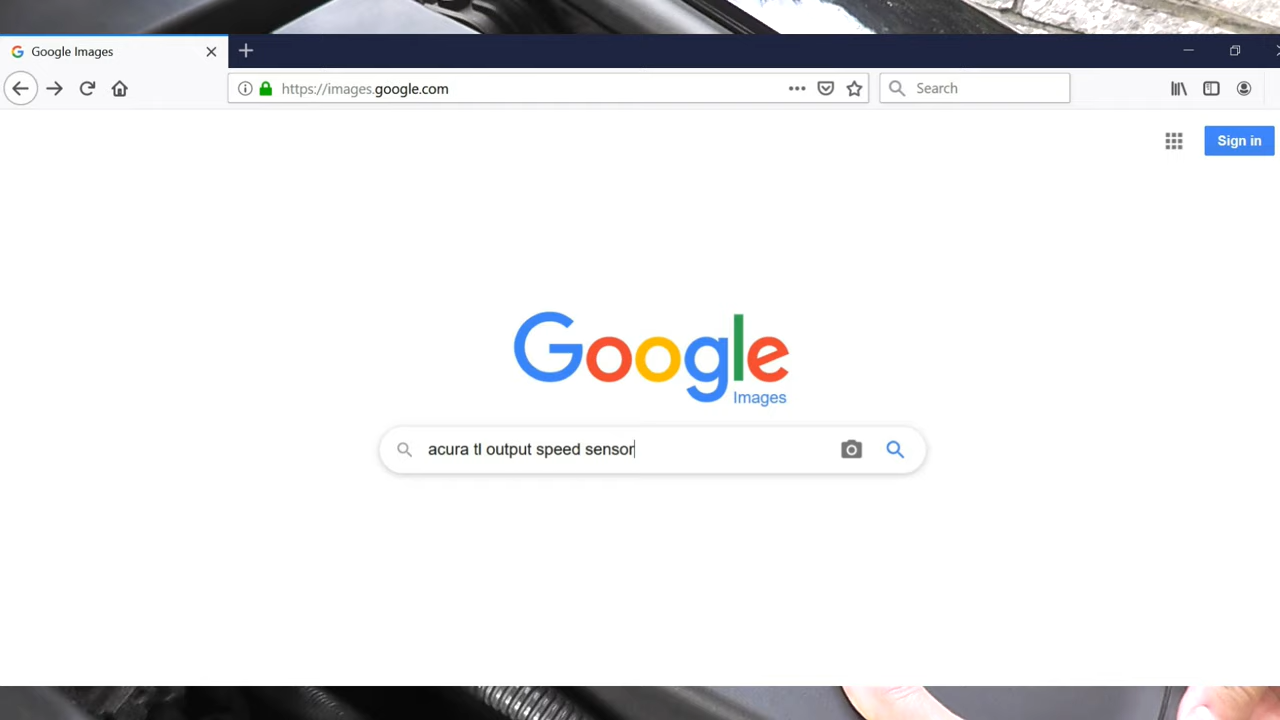 Google Images
https://images.google.com
Search
Sign in
Google
Images
acura tl output speed sensor